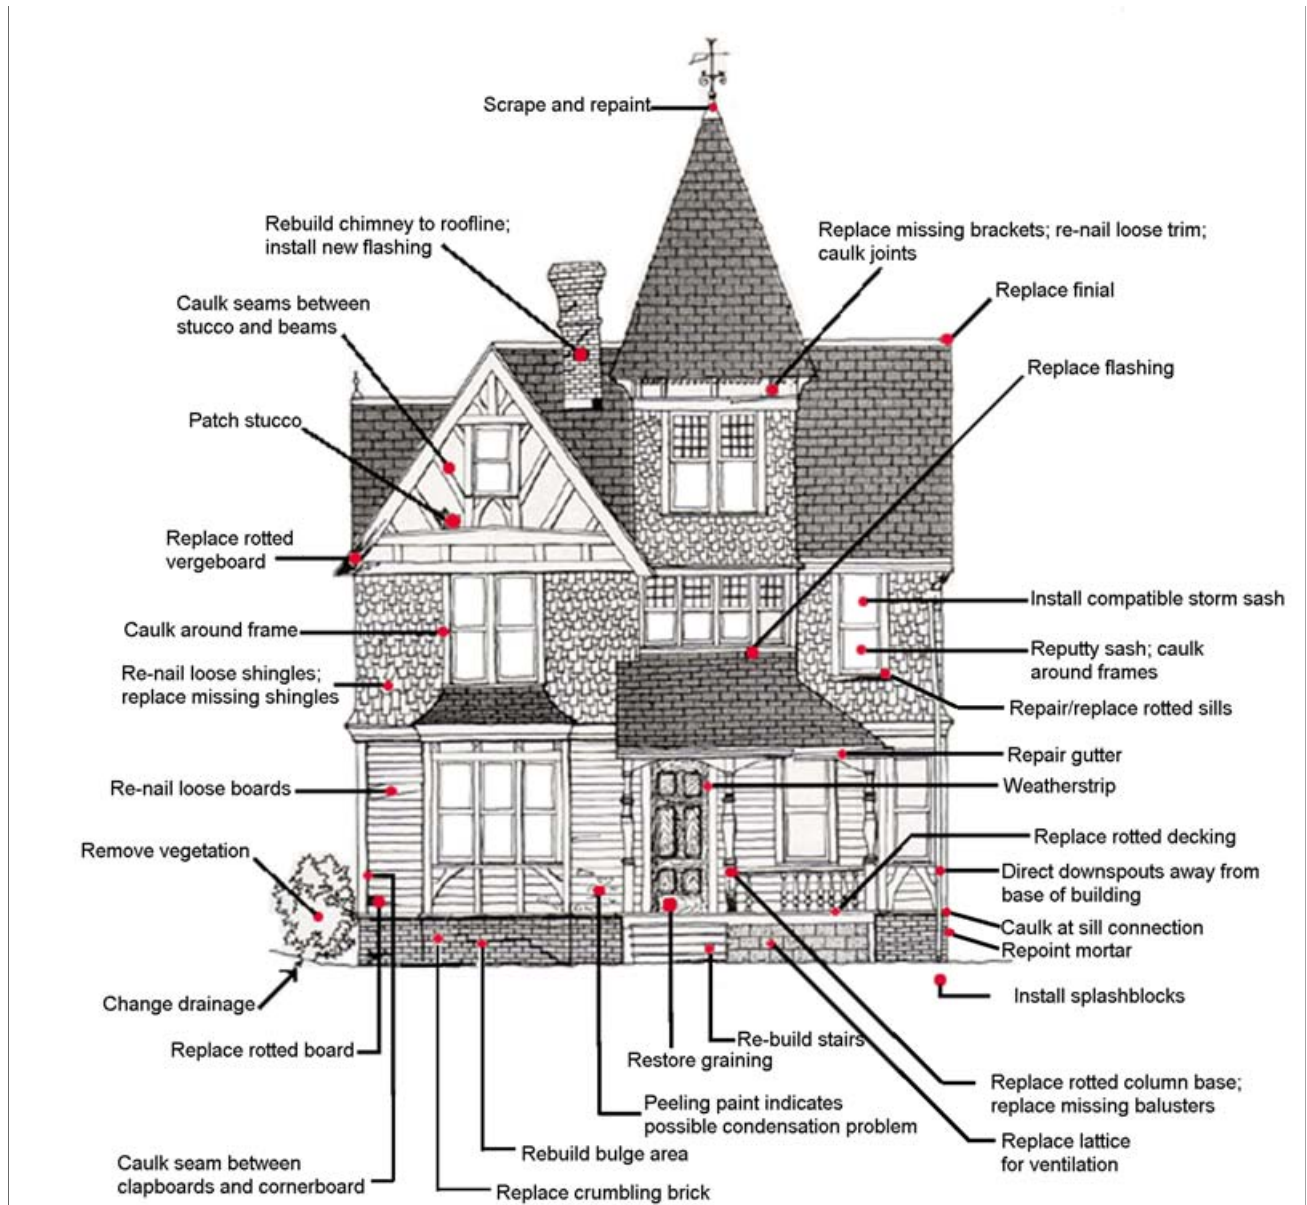 Scrape and repaint
Rebuild chimney to roofline;
install new flashing
Replace missing brackets; re-nail loose trim;
caulk joints
Caulk seams between
stucco and beams
Replace finial
Replace flashing
Patch stucco
Replace rotted
vergeboard
Install compatible storm sash
Caulk around frame
Reputty sash; caulk
around frames
Re-nail loose shingles;
replace missing shingles
Repair/replace rotted sills
Repair gutter
Re-nail loose boards
Weatherstrip
Replace rotted decking
Remove vegetation
Direct downspouts away from
base of building
Caulk at sill connection
Repoint mortar
Change drainage
Install splashblocks
Replace rotted board
Re-build stairs
Restore graining
Replace rotted column base;
replace missing balusters
Peeling paint indicates
possible condensation problem
Replace lattice
for ventilation
Rebuild bulge area
Caulk seam between
clapboards and cornerboard
Replace crumbling brick